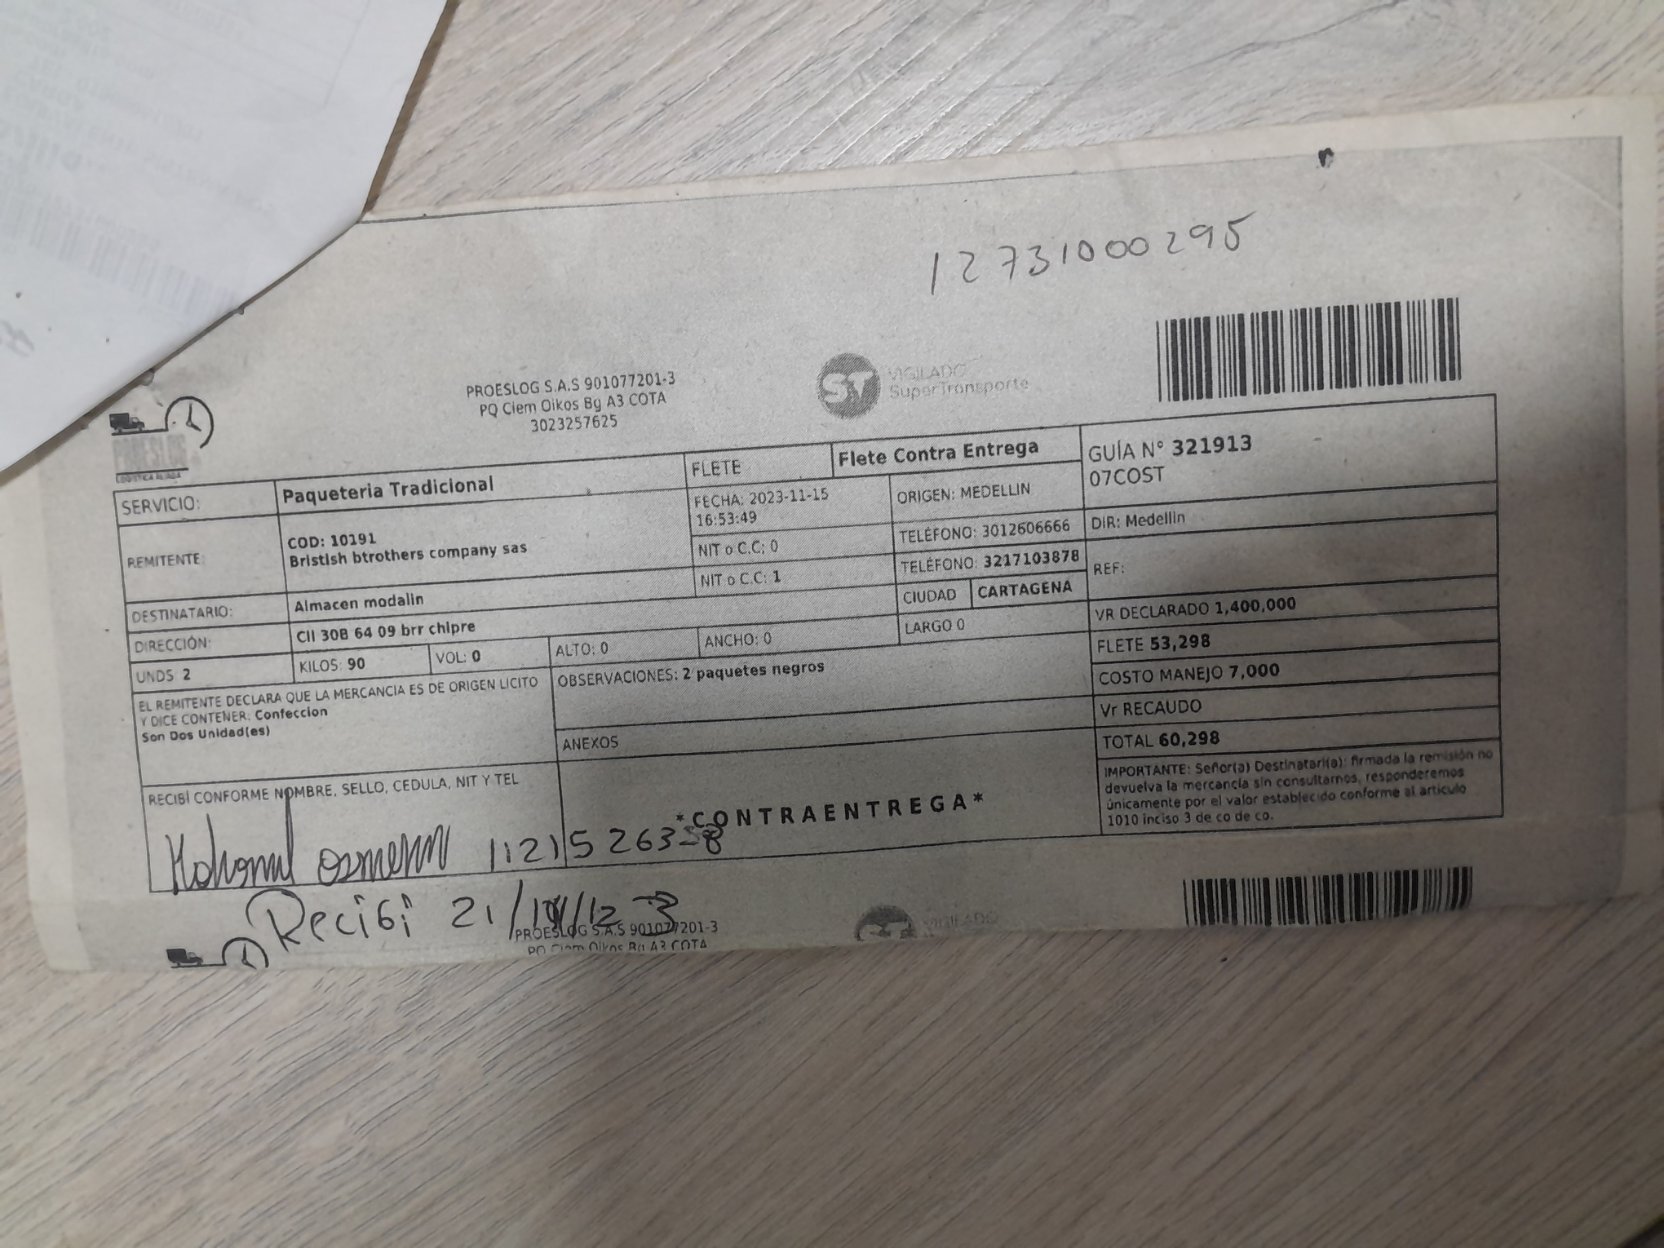 12731000295
PROESLOG S.A.S 901077201-3
PQ Ciem Oikos Bg A3 COTA
3023257625
ST VIGILADO
SuperTransporte
PROESLOG
SERVICIO: Paqueteria Tradicional
FLETE Flete Contra Entrega
GUÍA N° 321913
07COST
REMITENTE: COD: 10191
Bristish btrothers company sas
FECHA: 2023-11-15
16:53:49
ORIGEN: MEDELLIN
NIT o C.C: 0
TELÉFONO: 3012606666
DIR: Medellin
DESTINATARIO: Almacen modalin
NIT o C.C: 1
TELÉFONO: 3217103878
REF:
DIRECCIÓN: Cll 30B 64 09 brr chipre
CIUDAD CARTAGENA
VR DECLARADO 1,400,000
UNDS 2 KILOS: 90 VOL: 0 ALTO: 0 ANCHO: 0 LARGO 0
FLETE 53,298
EL REMITENTE DECLARA QUE LA MERCANCIA ES DE ORIGEN LICITO
Y DICE CONTENER: Confeccion
Son Dos Unidad(es)
OBSERVACIONES: 2 paquetes negros
COSTO MANEJO 7,000
Vr RECAUDO
ANEXOS
TOTAL 60,298
RECIBÍ CONFORME NOMBRE, SELLO, CEDULA, NIT Y TEL
*CONTRAENTREGA*
IMPORTANTE: Señor(a) Destinatari(a): firmada la remisión no
devuelva la mercancía sin consultarnos, responderemos
únicamente por el valor establecido conforme al artículo
1010 inciso 3 de co de co.
Recibi 21/
PROESLOG S.A.S 901077201-3
PQ Ciem Oikos Bg A3 COTA
VIGILADO